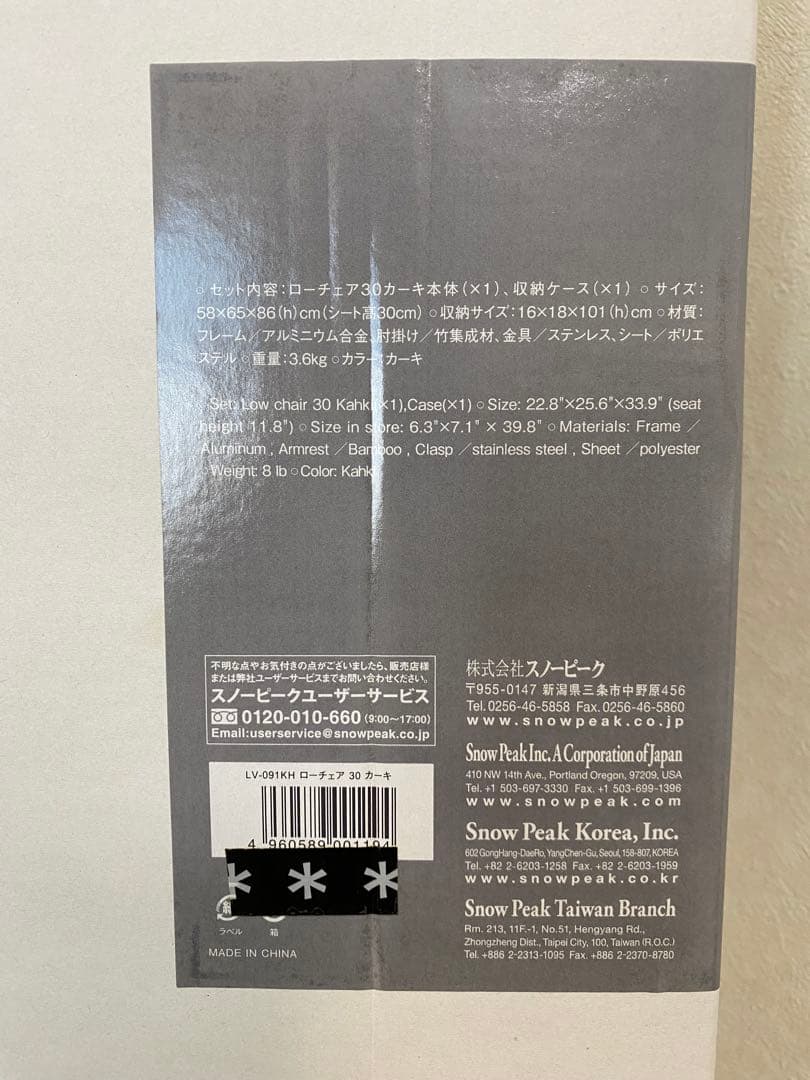 ○セット内容:ローチェア30カーキ本体(×1)、収納ケース(×1) ○サイズ:
58×65×86(h)cm(シート高30cm) ○収納サイズ:16×18×101(h)cm ○材質:
フレーム／アルミニウム合金、肘掛け／竹集成材、金具／ステンレス、シート／ポリエ
ステル ○重量:3.6kg ○カラー:カーキ
Set: Low chair 30 Kahki(×1),Case(×1) ○Size: 22.8"×25.6"×33.9" (seat
height 11.8") ○Size in store: 6.3"×7.1" × 39.8" ○Materials: Frame ／
Aluminum , Armrest ／Bamboo , Clasp ／stainless steel , Sheet ／polyester
○Weight: 8 lb ○Color: Kahki
不明な点やお気付きの点がございましたら、販売店様
または弊社ユーザーサービスまでお問い合わせください。
スノーピークユーザーサービス
0120-010-660 (9:00〜17:00)
Email:userservice@snowpeak.co.jp
LV-091KH ローチェア 30 カーキ
4 960589 001194
＊ ＊ ＊
ラベル 箱
MADE IN CHINA
株式会社スノーピーク
〒955-0147 新潟県三条市中野原456
Tel.0256-46-5858 Fax.0256-46-5860
www.snowpeak.co.jp
Snow Peak Inc. A Corporation of Japan
410 NW 14th Ave., Portland Oregon, 97209, USA
Tel. +1 503-697-3330 Fax. +1 503-699-1396
www.snowpeak.com
Snow Peak Korea, Inc.
602 GongHang-DaeRo, YangChen-Gu, Seoul, 158-807, KOREA
Tel. +82 2-6203-1258 Fax. +82 2-6203-1959
www.snowpeak.co.kr
Snow Peak Taiwan Branch
Rm. 213, 11F.-1, No.51, Hengyang Rd.,
Zhongzheng Dist., Taipei City, 100, Taiwan (R.O.C.)
Tel.+886 2-2313-1095 Fax. +886 2-2370-8780